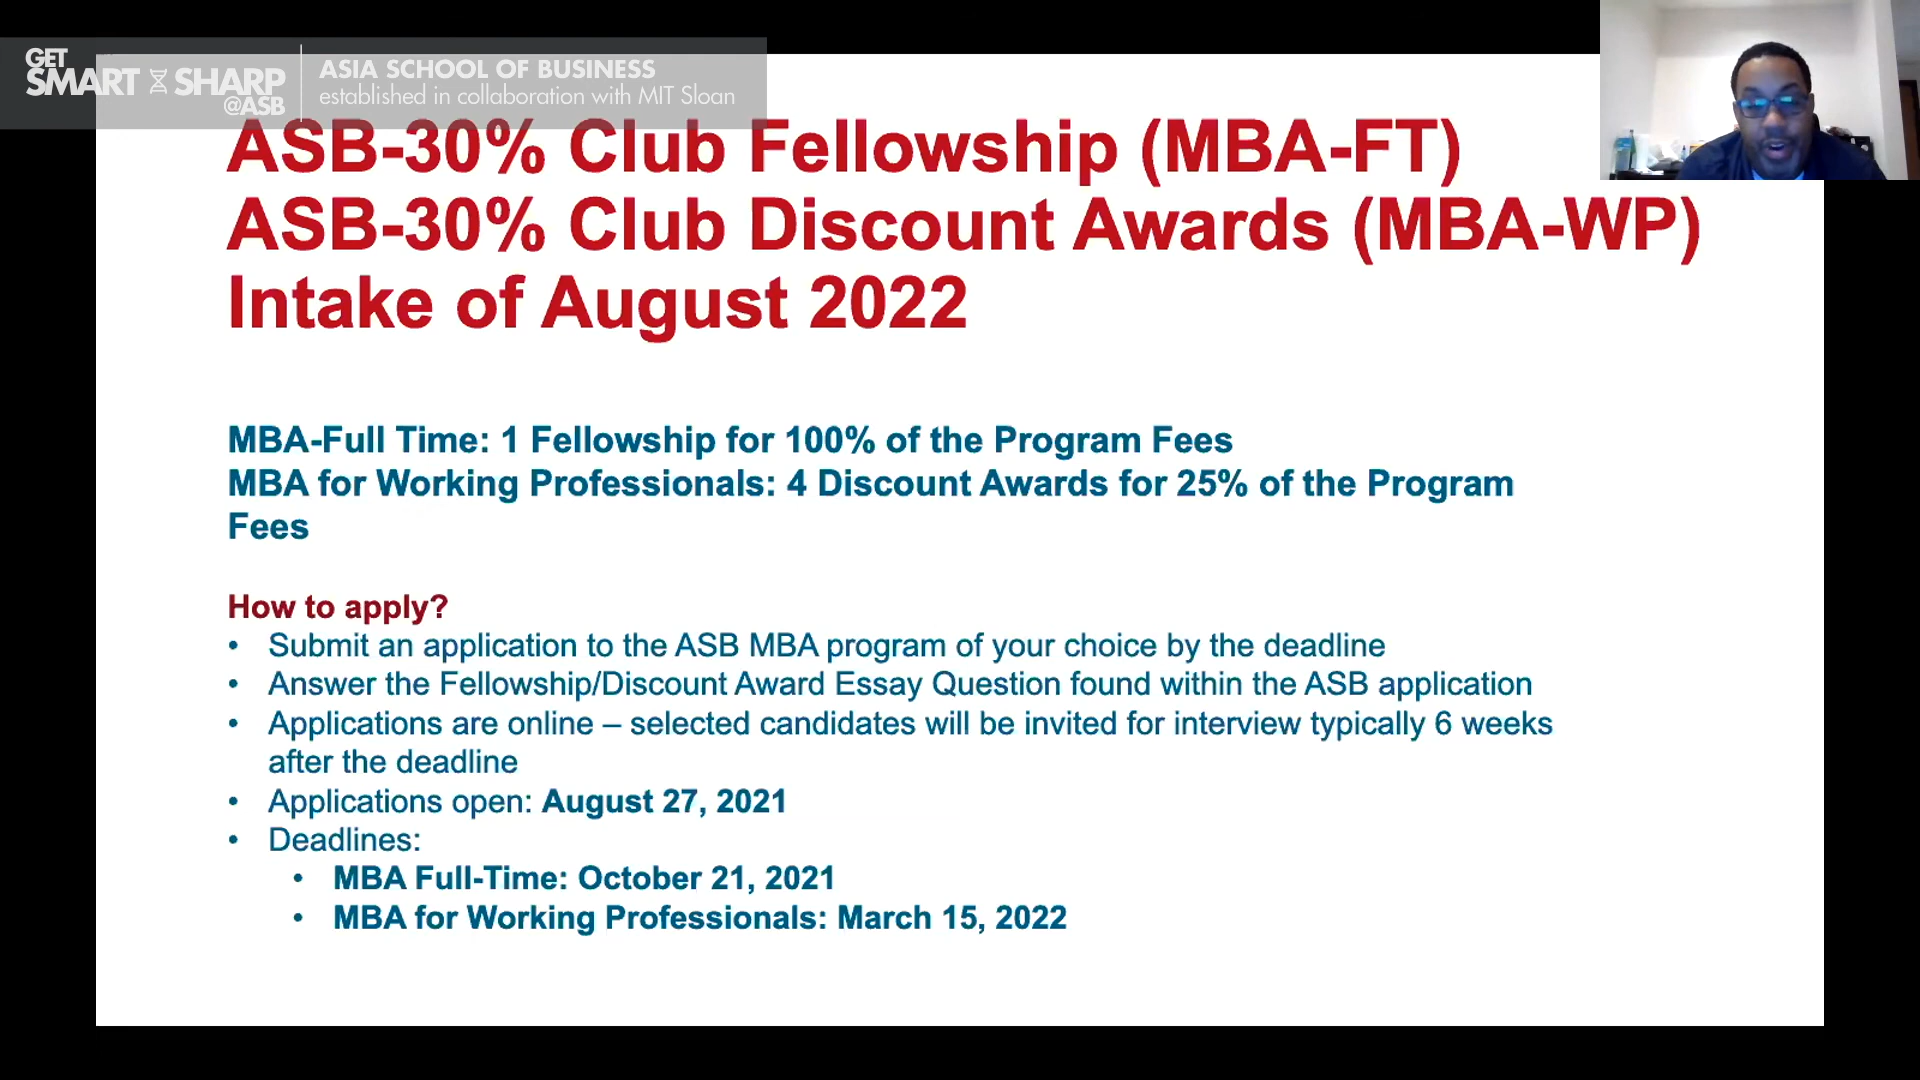 GET
SMART SHARP
@ASB
ASIA SCHOOL OF BUSINESS
established in collaboration with MIT Sloan
ASB-30% Club Fellowship (MBA-FT)
ASB-30% Club Discount Awards (MBA-WP)
Intake of August 2022
MBA-Full Time: 1 Fellowship for 100% of the Program Fees
MBA for Working Professionals: 4 Discount Awards for 25% of the Program
Fees
How to apply?
• Submit an application to the ASB MBA program of your choice by the deadline
• Answer the Fellowship/Discount Award Essay Question found within the ASB application
• Applications are online – selected candidates will be invited for interview typically 6 weeks
after the deadline
• Applications open: August 27, 2021
• Deadlines:
• MBA Full-Time: October 21, 2021
• MBA for Working Professionals: March 15, 2022